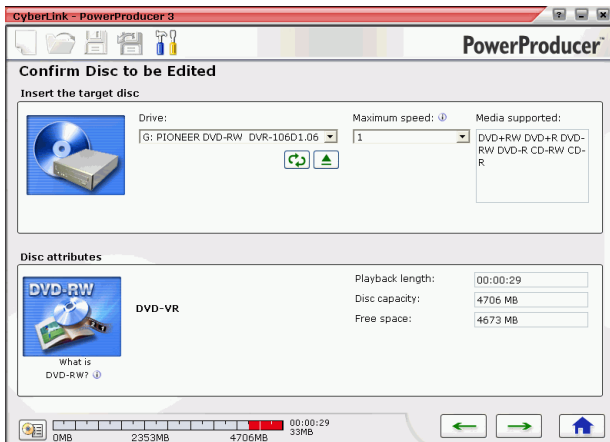 CyberLink - PowerProducer 3
PowerProducer™
Confirm Disc to be Edited
Insert the target disc
Drive:
Maximum speed:
Media supported:
G: PIONEER DVD-RW DVR-106D1.06
1
DVD+RW DVD+R DVD-
RW DVD-R CD-RW CD-
R
Disc attributes
DVD-RW
DVD-VR
Playback length:
00:00:29
Disc capacity:
4706 MB
Free space:
4673 MB
What is
DVD-RW?
0MB
2353MB
4706MB
00:00:29
33MB